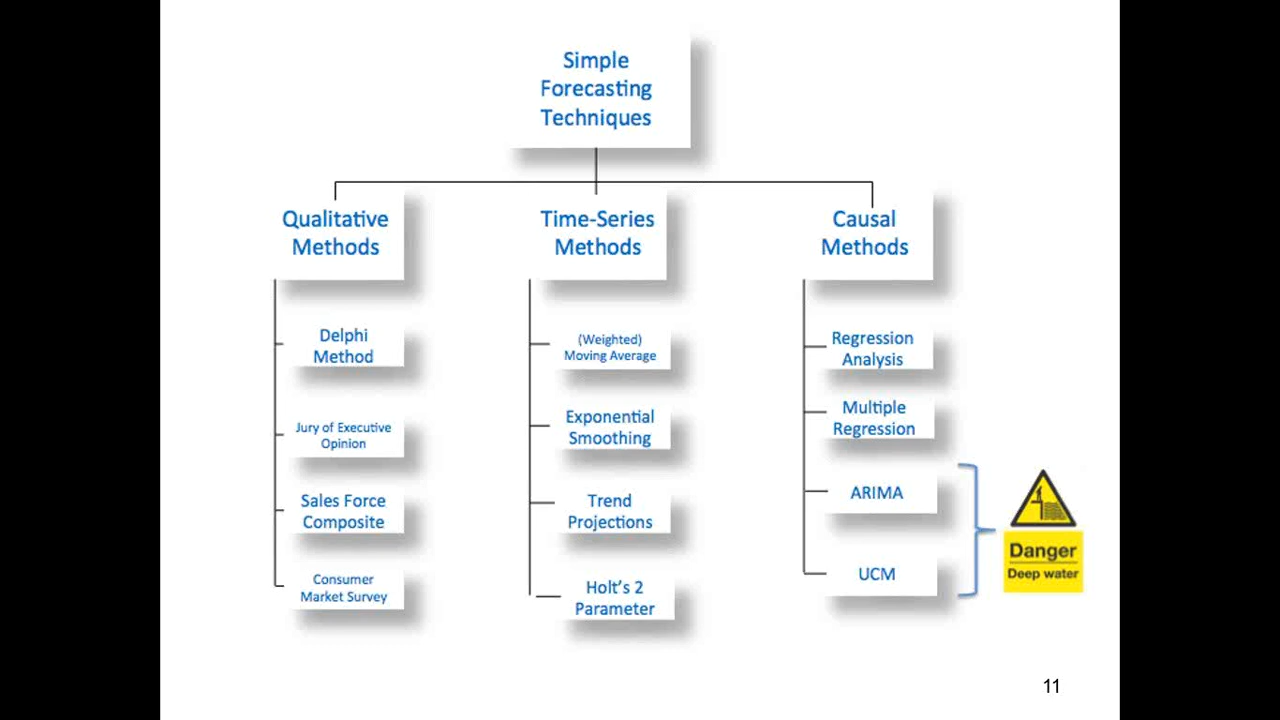 Simple
Forecasting
Techniques
Qualitative
Methods
Time-Series
Methods
Causal
Methods
Delphi
Method
Jury of Executive
Opinion
Sales Force
Composite
Consumer
Market Survey
(Weighted)
Moving Average
Exponential
Smoothing
Trend
Projections
Holt's 2
Parameter
Regression
Analysis
Multiple
Regression
ARIMA
UCM
Danger
Deep water
11